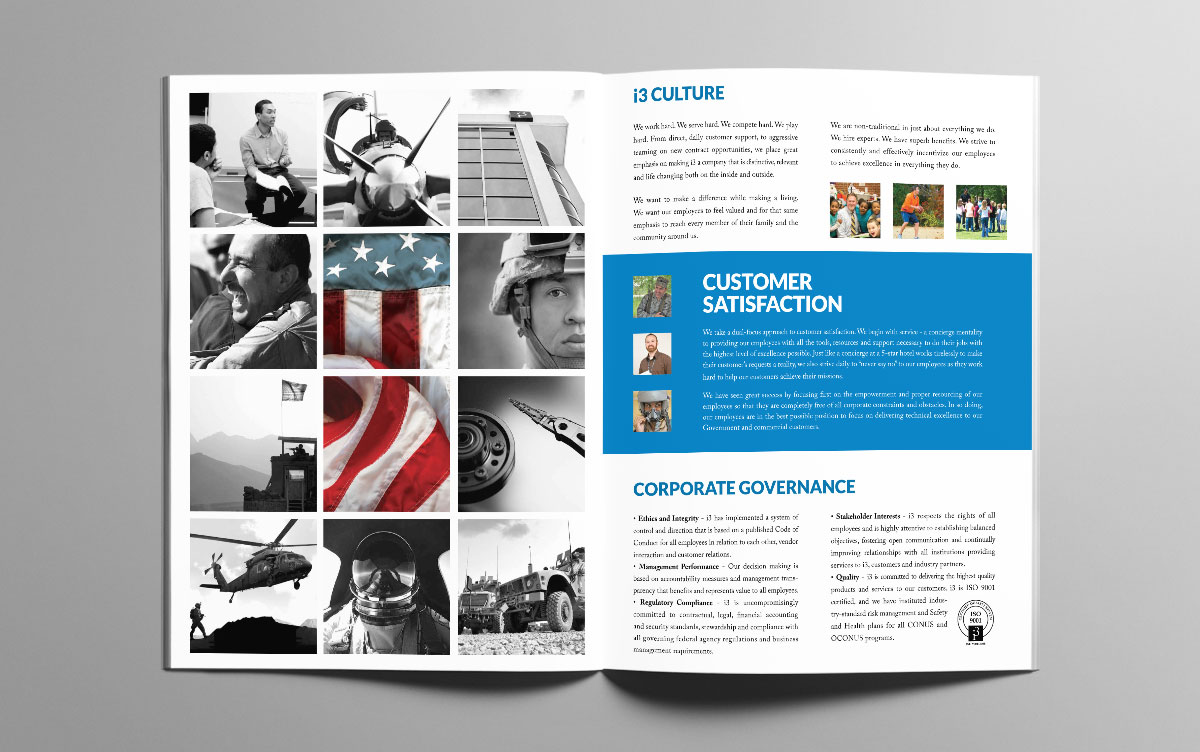 i3 CULTURE
We work hard. We serve hard. We compete hard. We play
hard. From direct, daily customer support, to aggressive
teaming on new contract opportunities, we place great
emphasis on making i3 a company that is distinctive, relevant
and life changing both on the inside and outside.
We want to make a difference while making a living.
We want our employees to feel valued and for that same
emphasis to reach every member of their family and the
community around us.
We are non-traditional in just about everything we do.
We hire experts. We have superb benefits. We strive to
consistently and effectively incentivize our employees
to achieve excellence in everything they do.
CUSTOMER
SATISFACTION
We take a dual-focus approach to customer satisfaction. We begin with service - a concierge mentality
to providing our employees with all the tools, resources and support necessary to do their jobs with
the highest level of excellence possible. Just like a concierge at a 5-star hotel works tirelessly to make
their customer's requests a reality, we also strive daily to "never say no" to our employees as they work
hard to help our customers achieve their missions.
We have seen great success by focusing first on the empowerment and proper resourcing of our
employees so that they are completely free of all corporate constraints and obstacles. In so doing,
our employees are in the best possible position to focus on delivering technical excellence to our
Government and commercial customers.
CORPORATE GOVERNANCE
• Ethics and Integrity - i3 has implemented a system of
control and direction that is based on a published Code of
Conduct for all employees in relation to each other, vendor
interaction and customer relations.
• Management Performance - Our decision making is
based on accountability measures and management trans-
parency that benefits and represents value to all employees.
• Regulatory Compliance - i3 is uncompromisingly
committed to contractual, legal, financial, accounting
and security standards, stewardship and compliance with
all governing federal agency regulations and business
management requirements.
• Stakeholder Interests - i3 respects the rights of all
employees and is highly attentive to establishing balanced
objectives, fostering open communication and continually
improving relationships with all institutions providing
services to i3, customers and industry partners.
• Quality - i3 is committed to delivering the highest quality
products and services to our customers. i3 is ISO 9001
certified, and we have instituted indus-
try-standard risk management and Safety
and Health plans for all CONUS and
OCONUS programs.
ISO
9001
i3